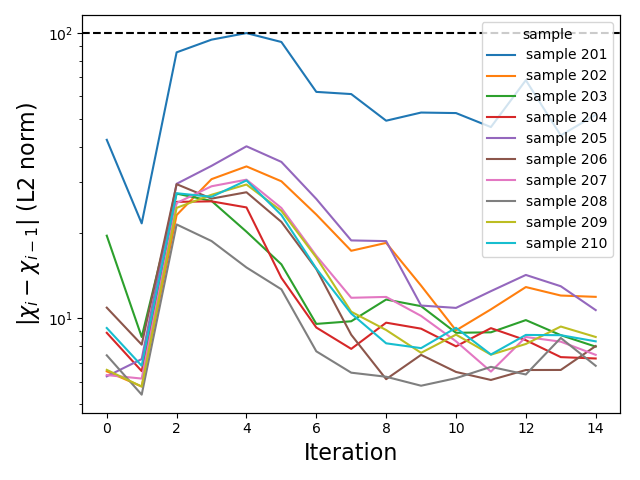 sample
sample 201
sample 202
sample 203
sample 204
sample 205
sample 206
sample 207
sample 208
sample 209
sample 210
10²
10¹
|χᵢ − χᵢ₋₁| (L2 norm)
0 2 4 6 8 10 12 14
Iteration